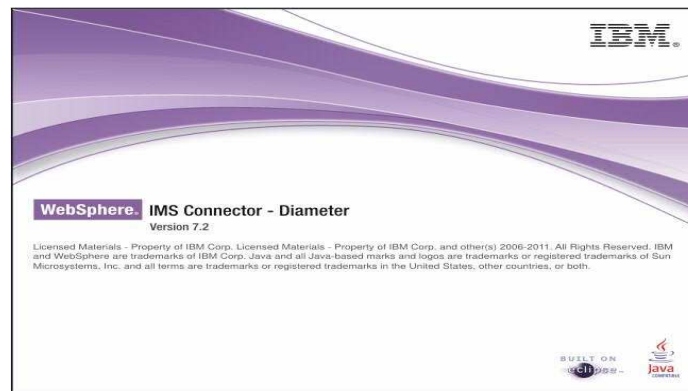 IBM.
WebSphere. IMS Connector - Diameter
Version 7.2
Licensed Materials - Property of IBM Corp. Licensed Materials - Property of IBM Corp. and other(s) 2006-2011. All Rights Reserved. IBM
and WebSphere are trademarks of IBM Corp. Java and all Java-based marks and logos are trademarks or registered trademarks of Sun
Microsystems, Inc. and all terms are trademarks or registered trademarks in the United States, other countries, or both.
BUILT ON
eclipse
Java
COMPATIBLE